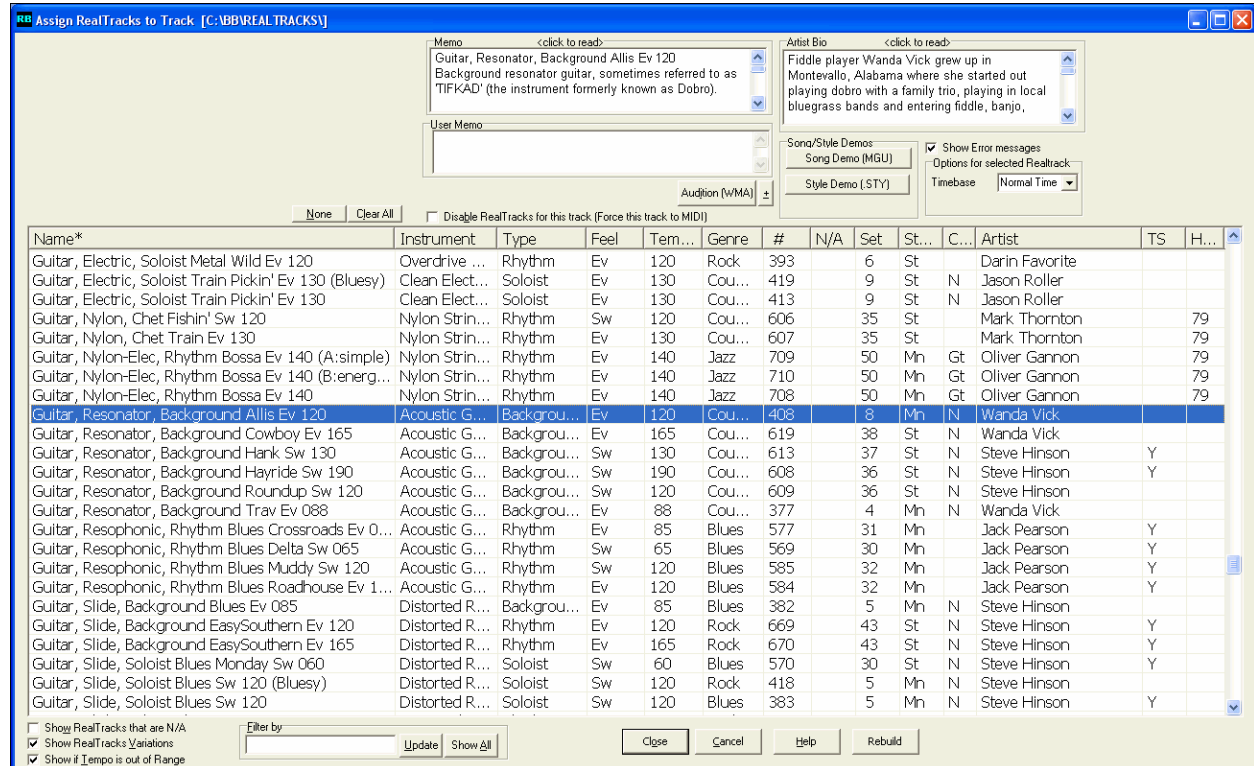 RB Assign RealTracks to Track [C:\BB\REALTRACKS\]
Memo <click to read>
Guitar, Resonator, Background Allis Ev 120
Background resonator guitar, sometimes referred to as
'TIFKAD' (the instrument formerly known as Dobro).
Artist Bio <click to read>
Fiddle player Wanda Vick grew up in
Montevallo, Alabama where she started out
playing dobro with a family trio, playing in local
bluegrass bands and entering fiddle, banjo,
User Memo
Song/Style Demos
Song Demo (MGU)
Style Demo (.STY)
Show Error messages
Options for selected Realtrack
Timebase Normal Time
Audition (WMA) ±
None Clear All Disable RealTracks for this track (Force this track to MIDI)
Name* Instrument Type Feel Tem... Genre # N/A Set St... C... Artist TS H...
Guitar, Electric, Soloist Metal Wild Ev 120 Overdrive ... Rhythm Ev 120 Rock 393 6 St Darin Favorite
Guitar, Electric, Soloist Train Pickin' Ev 130 (Bluesy) Clean Elect... Soloist Ev 130 Cou... 419 9 St N Jason Roller
Guitar, Electric, Soloist Train Pickin' Ev 130 Clean Elect... Soloist Ev 130 Cou... 413 9 St N Jason Roller
Guitar, Nylon, Chet Fishin' Sw 120 Nylon Strin... Rhythm Sw 120 Cou... 606 35 St Mark Thornton 79
Guitar, Nylon, Chet Train Ev 130 Nylon Strin... Rhythm Ev 130 Cou... 607 35 St Mark Thornton 79
Guitar, Nylon-Elec, Rhythm Bossa Ev 140 (A:simple) Nylon Strin... Rhythm Ev 140 Jazz 709 50 Mn Gt Oliver Gannon 79
Guitar, Nylon-Elec, Rhythm Bossa Ev 140 (B:energ... Nylon Strin... Rhythm Ev 140 Jazz 710 50 Mn Gt Oliver Gannon 79
Guitar, Nylon-Elec, Rhythm Bossa Ev 140 Nylon Strin... Rhythm Ev 140 Jazz 708 50 Mn Gt Oliver Gannon 79
Guitar, Resonator, Background Allis Ev 120 Acoustic G... Backgrou... Ev 120 Cou... 408 8 Mn N Wanda Vick
Guitar, Resonator, Background Cowboy Ev 165 Acoustic G... Backgrou... Ev 165 Cou... 619 38 St N Wanda Vick
Guitar, Resonator, Background Hank Sw 130 Acoustic G... Backgrou... Sw 130 Cou... 613 37 St N Steve Hinson Y
Guitar, Resonator, Background Hayride Sw 190 Acoustic G... Backgrou... Sw 190 Cou... 608 36 St N Steve Hinson Y
Guitar, Resonator, Background Roundup Sw 120 Acoustic G... Backgrou... Sw 120 Cou... 609 36 St N Steve Hinson
Guitar, Resonator, Background Trav Ev 088 Acoustic G... Backgrou... Ev 88 Cou... 377 4 Mn N Wanda Vick
Guitar, Resophonic, Rhythm Blues Crossroads Ev 0... Acoustic G... Rhythm Ev 85 Blues 577 31 Mn Jack Pearson Y
Guitar, Resophonic, Rhythm Blues Delta Sw 065 Acoustic G... Rhythm Sw 65 Blues 569 30 Mn Jack Pearson Y
Guitar, Resophonic, Rhythm Blues Muddy Sw 120 Acoustic G... Rhythm Sw 120 Blues 585 32 Mn Jack Pearson Y
Guitar, Resophonic, Rhythm Blues Roadhouse Ev 1... Acoustic G... Rhythm Ev 120 Blues 584 32 Mn Jack Pearson Y
Guitar, Slide, Background Blues Ev 085 Distorted R... Backgrou... Ev 85 Blues 382 5 Mn N Steve Hinson
Guitar, Slide, Background EasySouthern Ev 120 Distorted R... Rhythm Ev 120 Rock 669 43 St N Steve Hinson Y
Guitar, Slide, Background EasySouthern Ev 165 Distorted R... Rhythm Ev 165 Rock 670 43 St N Steve Hinson Y
Guitar, Slide, Soloist Blues Monday Sw 060 Distorted R... Soloist Sw 60 Blues 570 30 St N Steve Hinson Y
Guitar, Slide, Soloist Blues Sw 120 (Bluesy) Distorted R... Soloist Sw 120 Rock 418 5 Mn N Steve Hinson
Guitar, Slide, Soloist Blues Sw 120 Distorted R... Soloist Sw 120 Blues 383 5 Mn N Steve Hinson Y
Show RealTracks that are N/A
Show RealTracks Variations
Show if Tempo is out of Range
Filter by
Update Show All
Close Cancel Help Rebuild